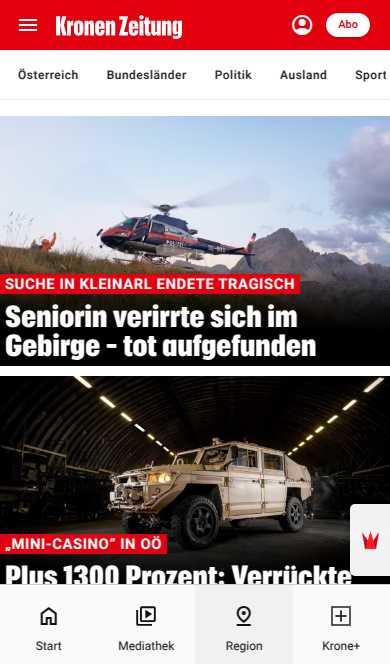 Kronen Zeitung
Abo
Österreich Bundesländer Politik Ausland Sport
SUCHE IN KLEINARL ENDETE TRAGISCH
Seniorin verirrte sich im
Gebirge – tot aufgefunden
„MINI-CASINO“ IN OÖ
Plus 1300 Prozent: Verrückte
Start Mediathek Region Krone+